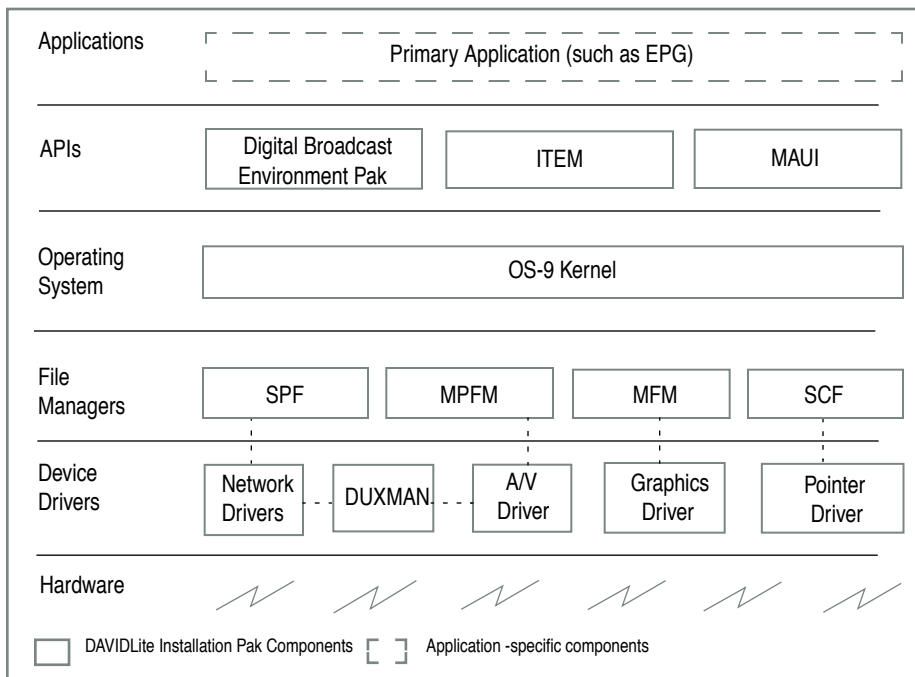 Applications
Primary Application (such as EPG)
APIs
Digital Broadcast
Environment Pak
ITEM
MAUI
Operating
System
OS-9 Kernel
File
Managers
SPF
MPFM
MFM
SCF
Device
Drivers
Network
Drivers
DUXMAN
A/V
Driver
Graphics
Driver
Pointer
Driver
Hardware
DAVIDLite Installation Pak Components
Application -specific components